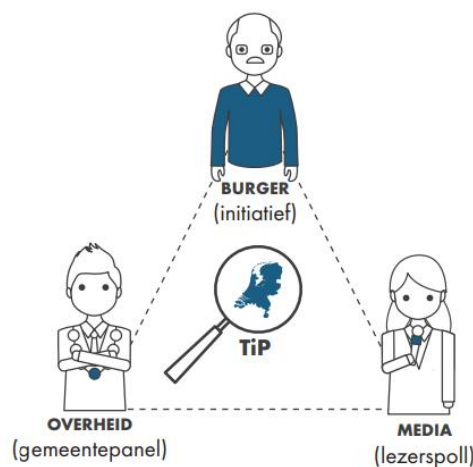 BURGER
(initiatief)
TiP
OVERHEID
(gemeentepanel)
MEDIA
(lezerspoll)